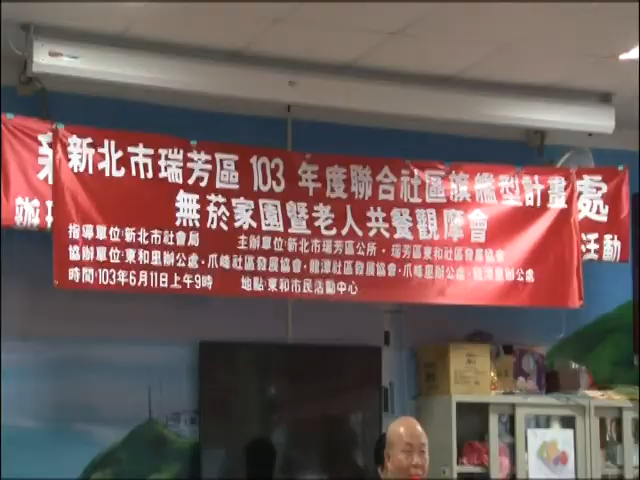 新北市瑞芳區 103 年度聯合社區旗艦型計畫
無菸家園暨老人共餐觀摩會
指導單位:新北市社會局 主辦單位:新北市瑞芳區公所、瑞芳區東和社區發展協會
協辦單位:東和里辦公處、爪峰社區發展協會、龍潭社區發展協會、爪峰里辦公處、龍潭里辦公處
時間:103年6月11日上午9時 地點:東和市民活動中心
處
活動